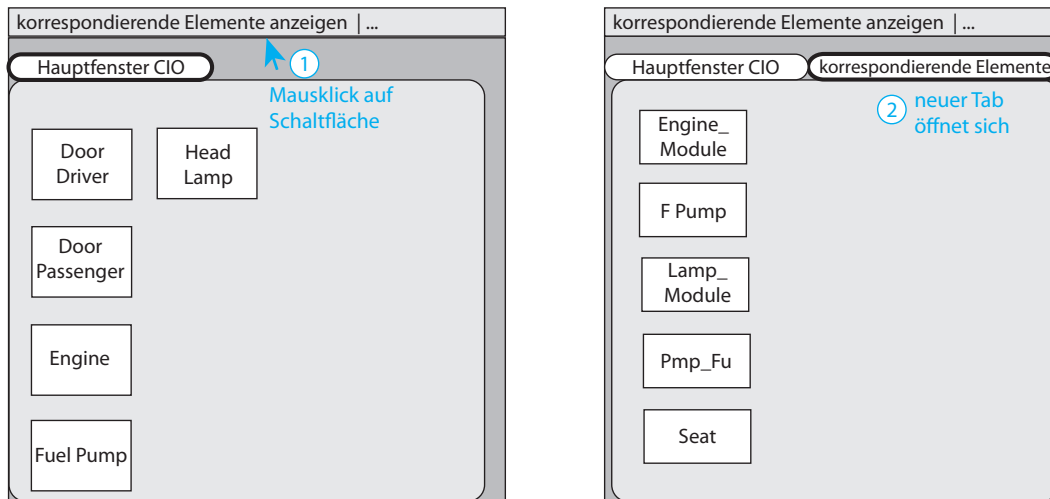 korrespondierende Elemente anzeigen | ...
Hauptfenster CIO
1
Mausklick auf
Schaltfläche
Door
Driver
Head
Lamp
Door
Passenger
Engine
Fuel Pump
korrespondierende Elemente anzeigen | ...
Hauptfenster CIO
korrespondierende Elemente
2
neuer Tab
öffnet sich
Engine_
Module
F Pump
Lamp_
Module
Pmp_Fu
Seat